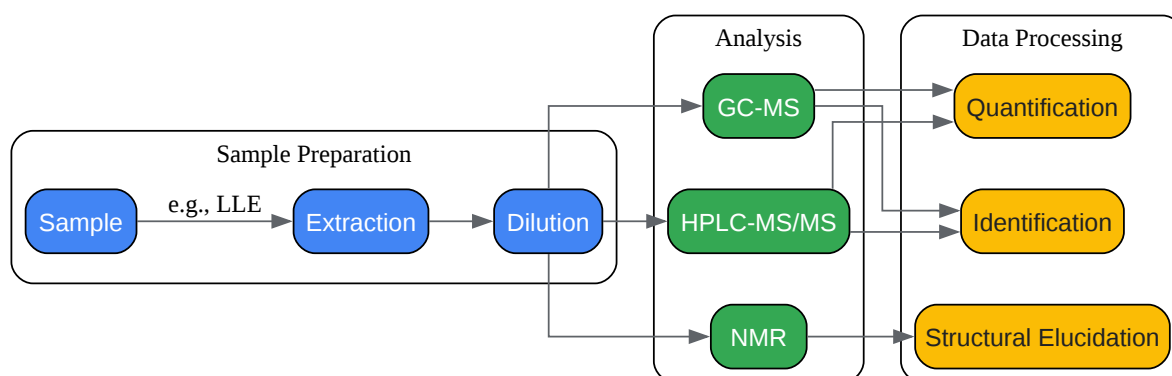 Analysis
Data Processing
GC-MS
Quantification
Sample Preparation
Sample
e.g., LLE
Extraction
Dilution
HPLC-MS/MS
Identification
NMR
Structural Elucidation